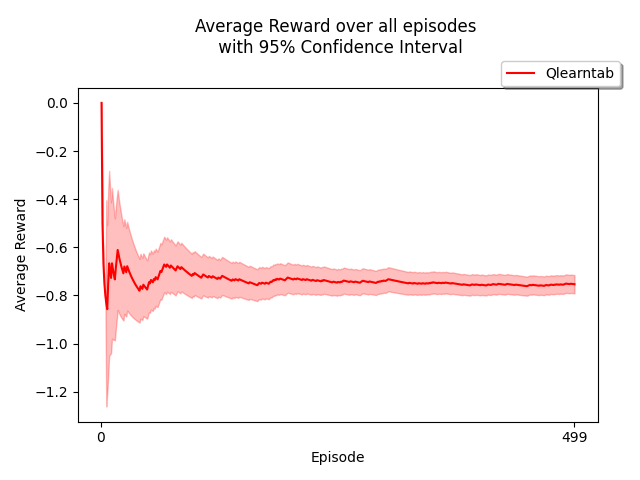 Average Reward over all episodes
with 95% Confidence Interval
Qlearntab
0.0
−0.2
−0.4
−0.6
−0.8
−1.0
−1.2
Average Reward
0
499
Episode